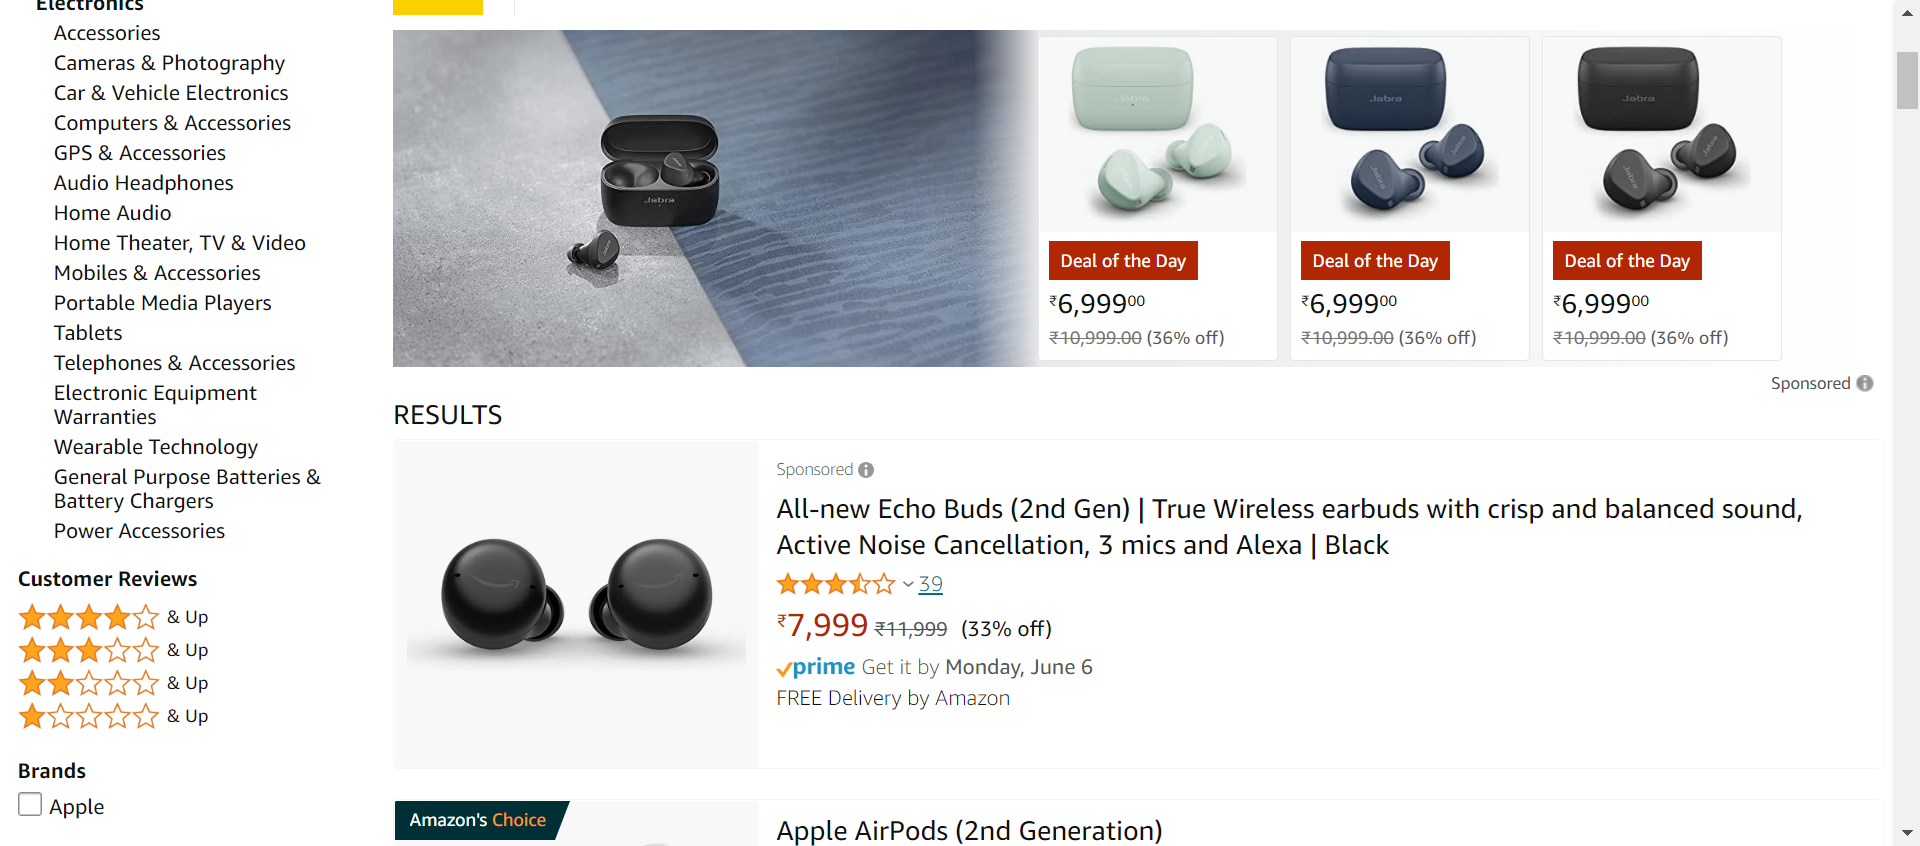 Electronics
Accessories
Cameras & Photography
Car & Vehicle Electronics
Computers & Accessories
GPS & Accessories
Audio Headphones
Home Audio
Home Theater, TV & Video
Mobiles & Accessories
Portable Media Players
Tablets
Telephones & Accessories
Electronic Equipment
Warranties
Wearable Technology
General Purpose Batteries &
Battery Chargers
Power Accessories
Customer Reviews
& Up
& Up
& Up
& Up
Brands
Apple
Jabra
Jabra
Jabra
Jabra
Jabra
Jabra
Jabra
Deal of the Day
₹6,99900
₹10,999.00 (36% off)
Deal of the Day
₹6,99900
₹10,999.00 (36% off)
Deal of the Day
₹6,99900
₹10,999.00 (36% off)
Sponsored
RESULTS
Sponsored
All-new Echo Buds (2nd Gen) | True Wireless earbuds with crisp and balanced sound,
Active Noise Cancellation, 3 mics and Alexa | Black
39
₹7,999 ₹11,999 (33% off)
prime Get it by Monday, June 6
FREE Delivery by Amazon
Amazon's Choice
Apple AirPods (2nd Generation)